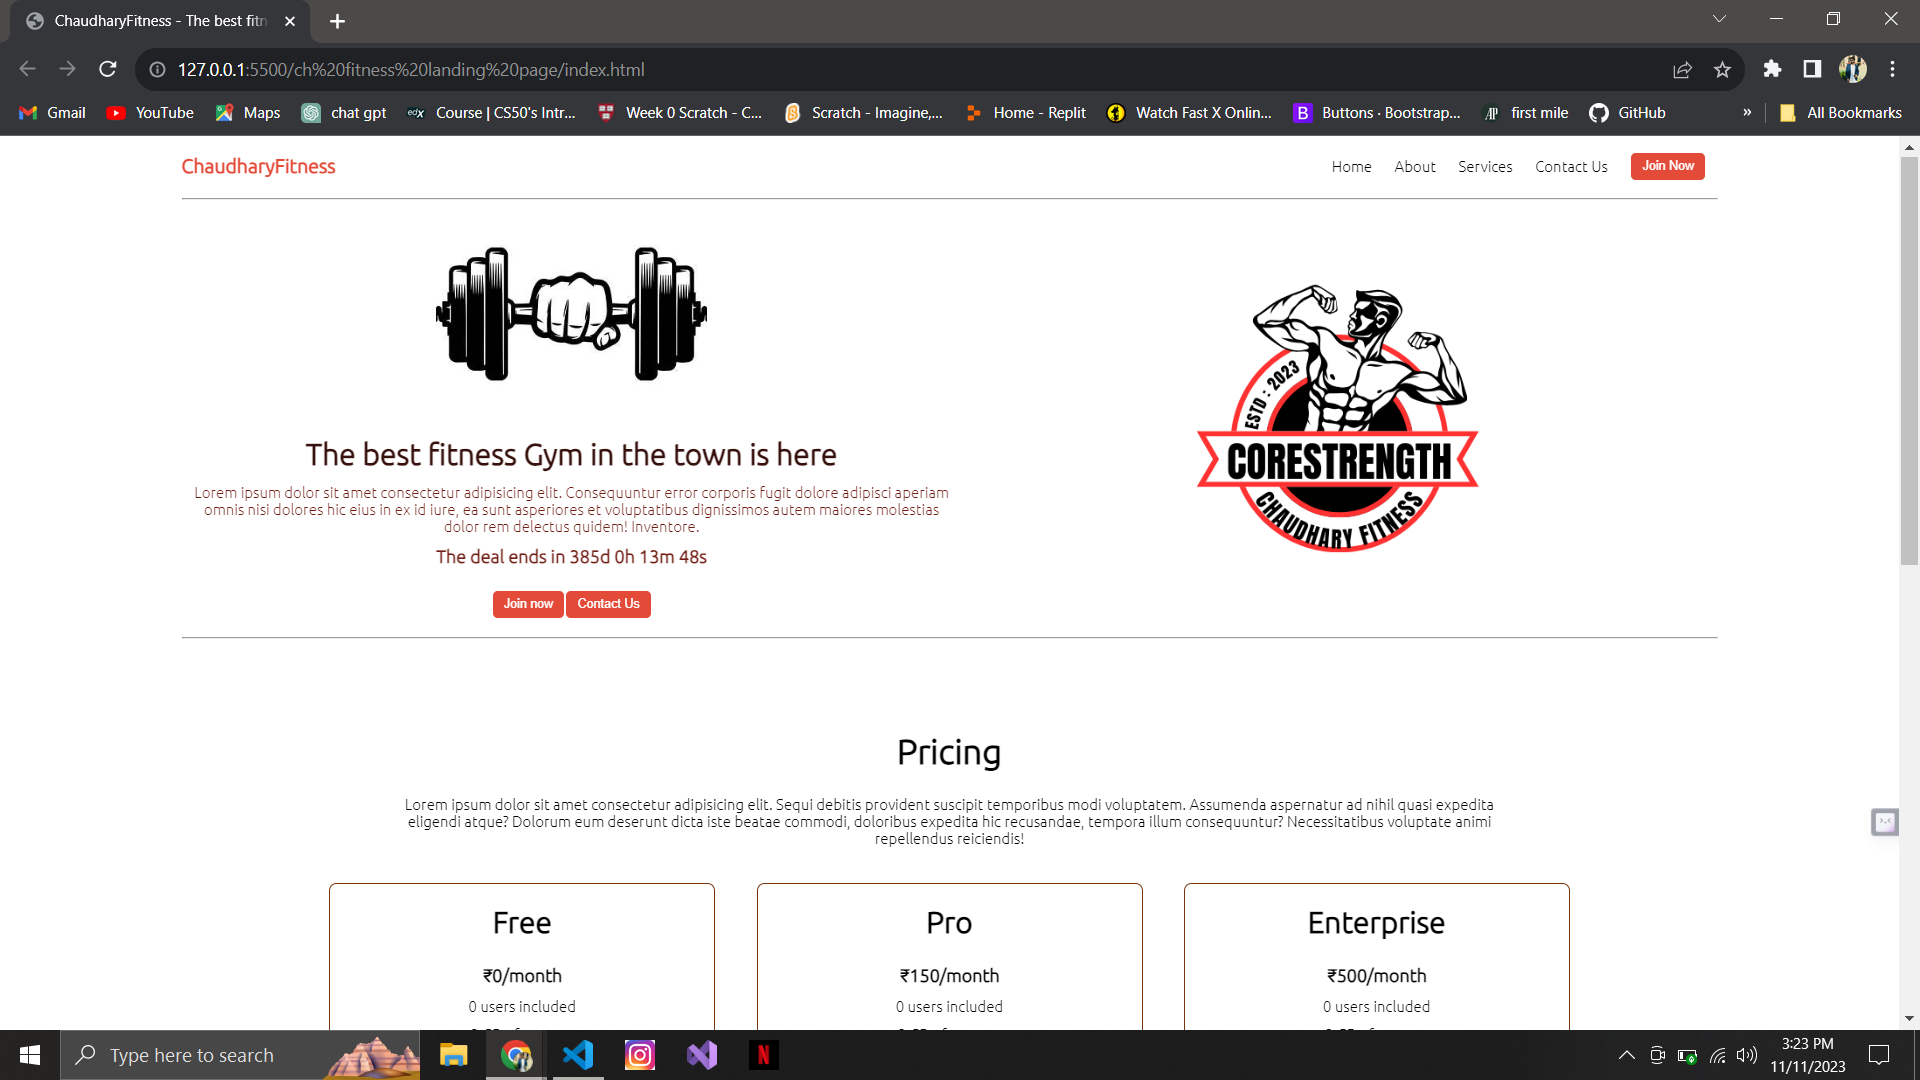 ChaudharyFitness - The best fitn
127.0.0.1:5500/ch%20fitness%20landing%20page/index.html
Gmail YouTube Maps chat gpt edx Course | CS50's Intr... Week 0 Scratch - C... Scratch - Imagine,... Home - Replit Watch Fast X Onlin... B Buttons · Bootstrap... AP first mile GitHub » All Bookmarks
ChaudharyFitness Home About Services Contact Us Join Now
ESTD : 2023
CORESTRENGTH
CHAUDHARY FITNESS
The best fitness Gym in the town is here
Lorem ipsum dolor sit amet consectetur adipisicing elit. Consequuntur error corporis fugit dolore adipisci aperiam
omnis nisi dolores hic eius in ex id iure, ea sunt asperiores et voluptatibus dignissimos autem maiores molestias
dolor rem delectus quidem! Inventore.
The deal ends in 385d 0h 13m 48s
Join now Contact Us
Pricing
Lorem ipsum dolor sit amet consectetur adipisicing elit. Sequi debitis provident suscipit temporibus modi voluptatem. Assumenda aspernatur ad nihil quasi expedita
eligendi atque? Dolorum eum deserunt dicta iste beatae commodi, doloribus expedita hic recusandae, tempora illum consequuntur? Necessitatibus voluptate animi
repellendus reiciendis!
Free Pro Enterprise
₹0/month ₹150/month ₹500/month
0 users included 0 users included 0 users included
Type here to search
N
3:23 PM
11/11/2023